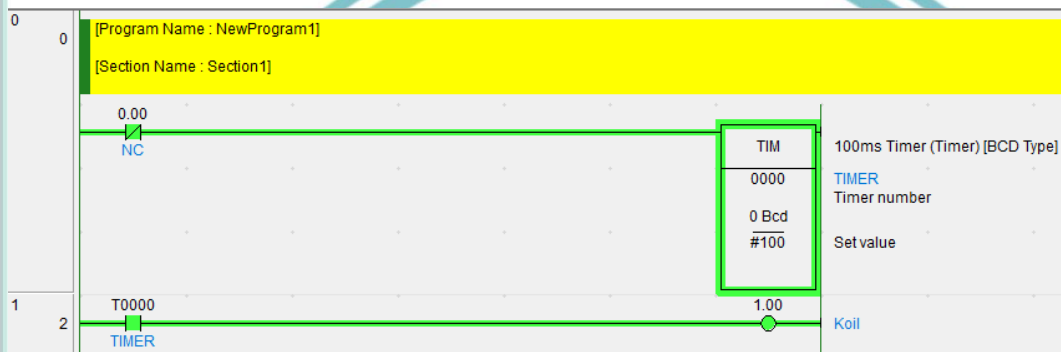 0
0
[Program Name : NewProgram1]
[Section Name : Section1]
0.00
NC
TIM
100ms Timer (Timer) [BCD Type]
0000
TIMER
Timer number
0 Bcd
#100
Set value
1
2
T0000
TIMER
1.00
Koil